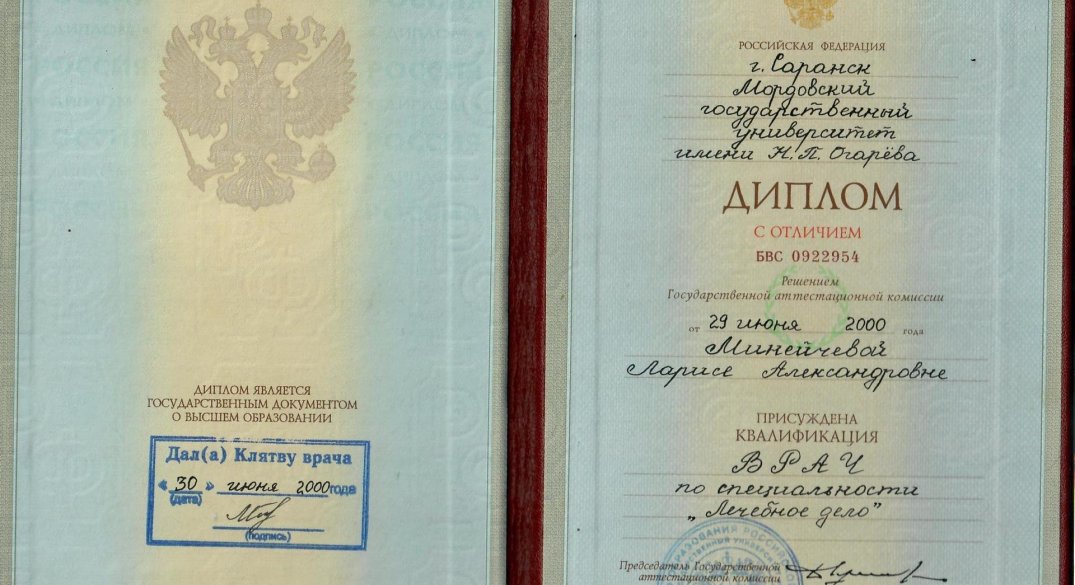 ДИПЛОМ ЯВЛЯЕТСЯ
ГОСУДАРСТВЕННЫМ ДОКУМЕНТОМ
О ВЫСШЕМ ОБРАЗОВАНИИ
Дал(а) Клятву врача
« 30 » июня 2000 года
(дата)
(подпись)
РОССИЙСКАЯ ФЕДЕРАЦИЯ
г. Саранск
Мордовский
государственный
университет
имени Н.П. Огарёва
ДИПЛОМ
С ОТЛИЧИЕМ
БВС 0922954
Решением
Государственной аттестационной комиссии
от 29 июня 2000 года
Минейчевой
Ларисе Александровне
ПРИСУЖДЕНА
КВАЛИФИКАЦИЯ
ВРАЧ
по специальности
„Лечебное дело"
Председатель Государственной
аттестационной комиссии